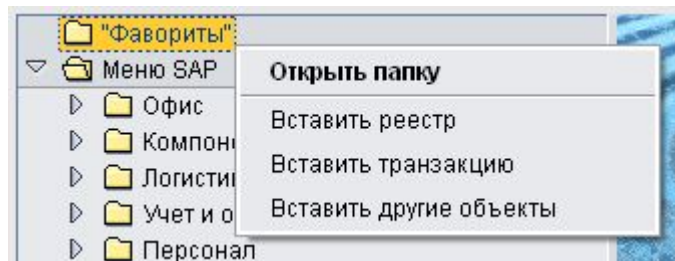 "Фавориты"
Меню SAP
Офис
Логисти
Учет и о
Персонал
Открыть папку
Вставить реестр
Вставить транзакцию
Вставить другие объекты